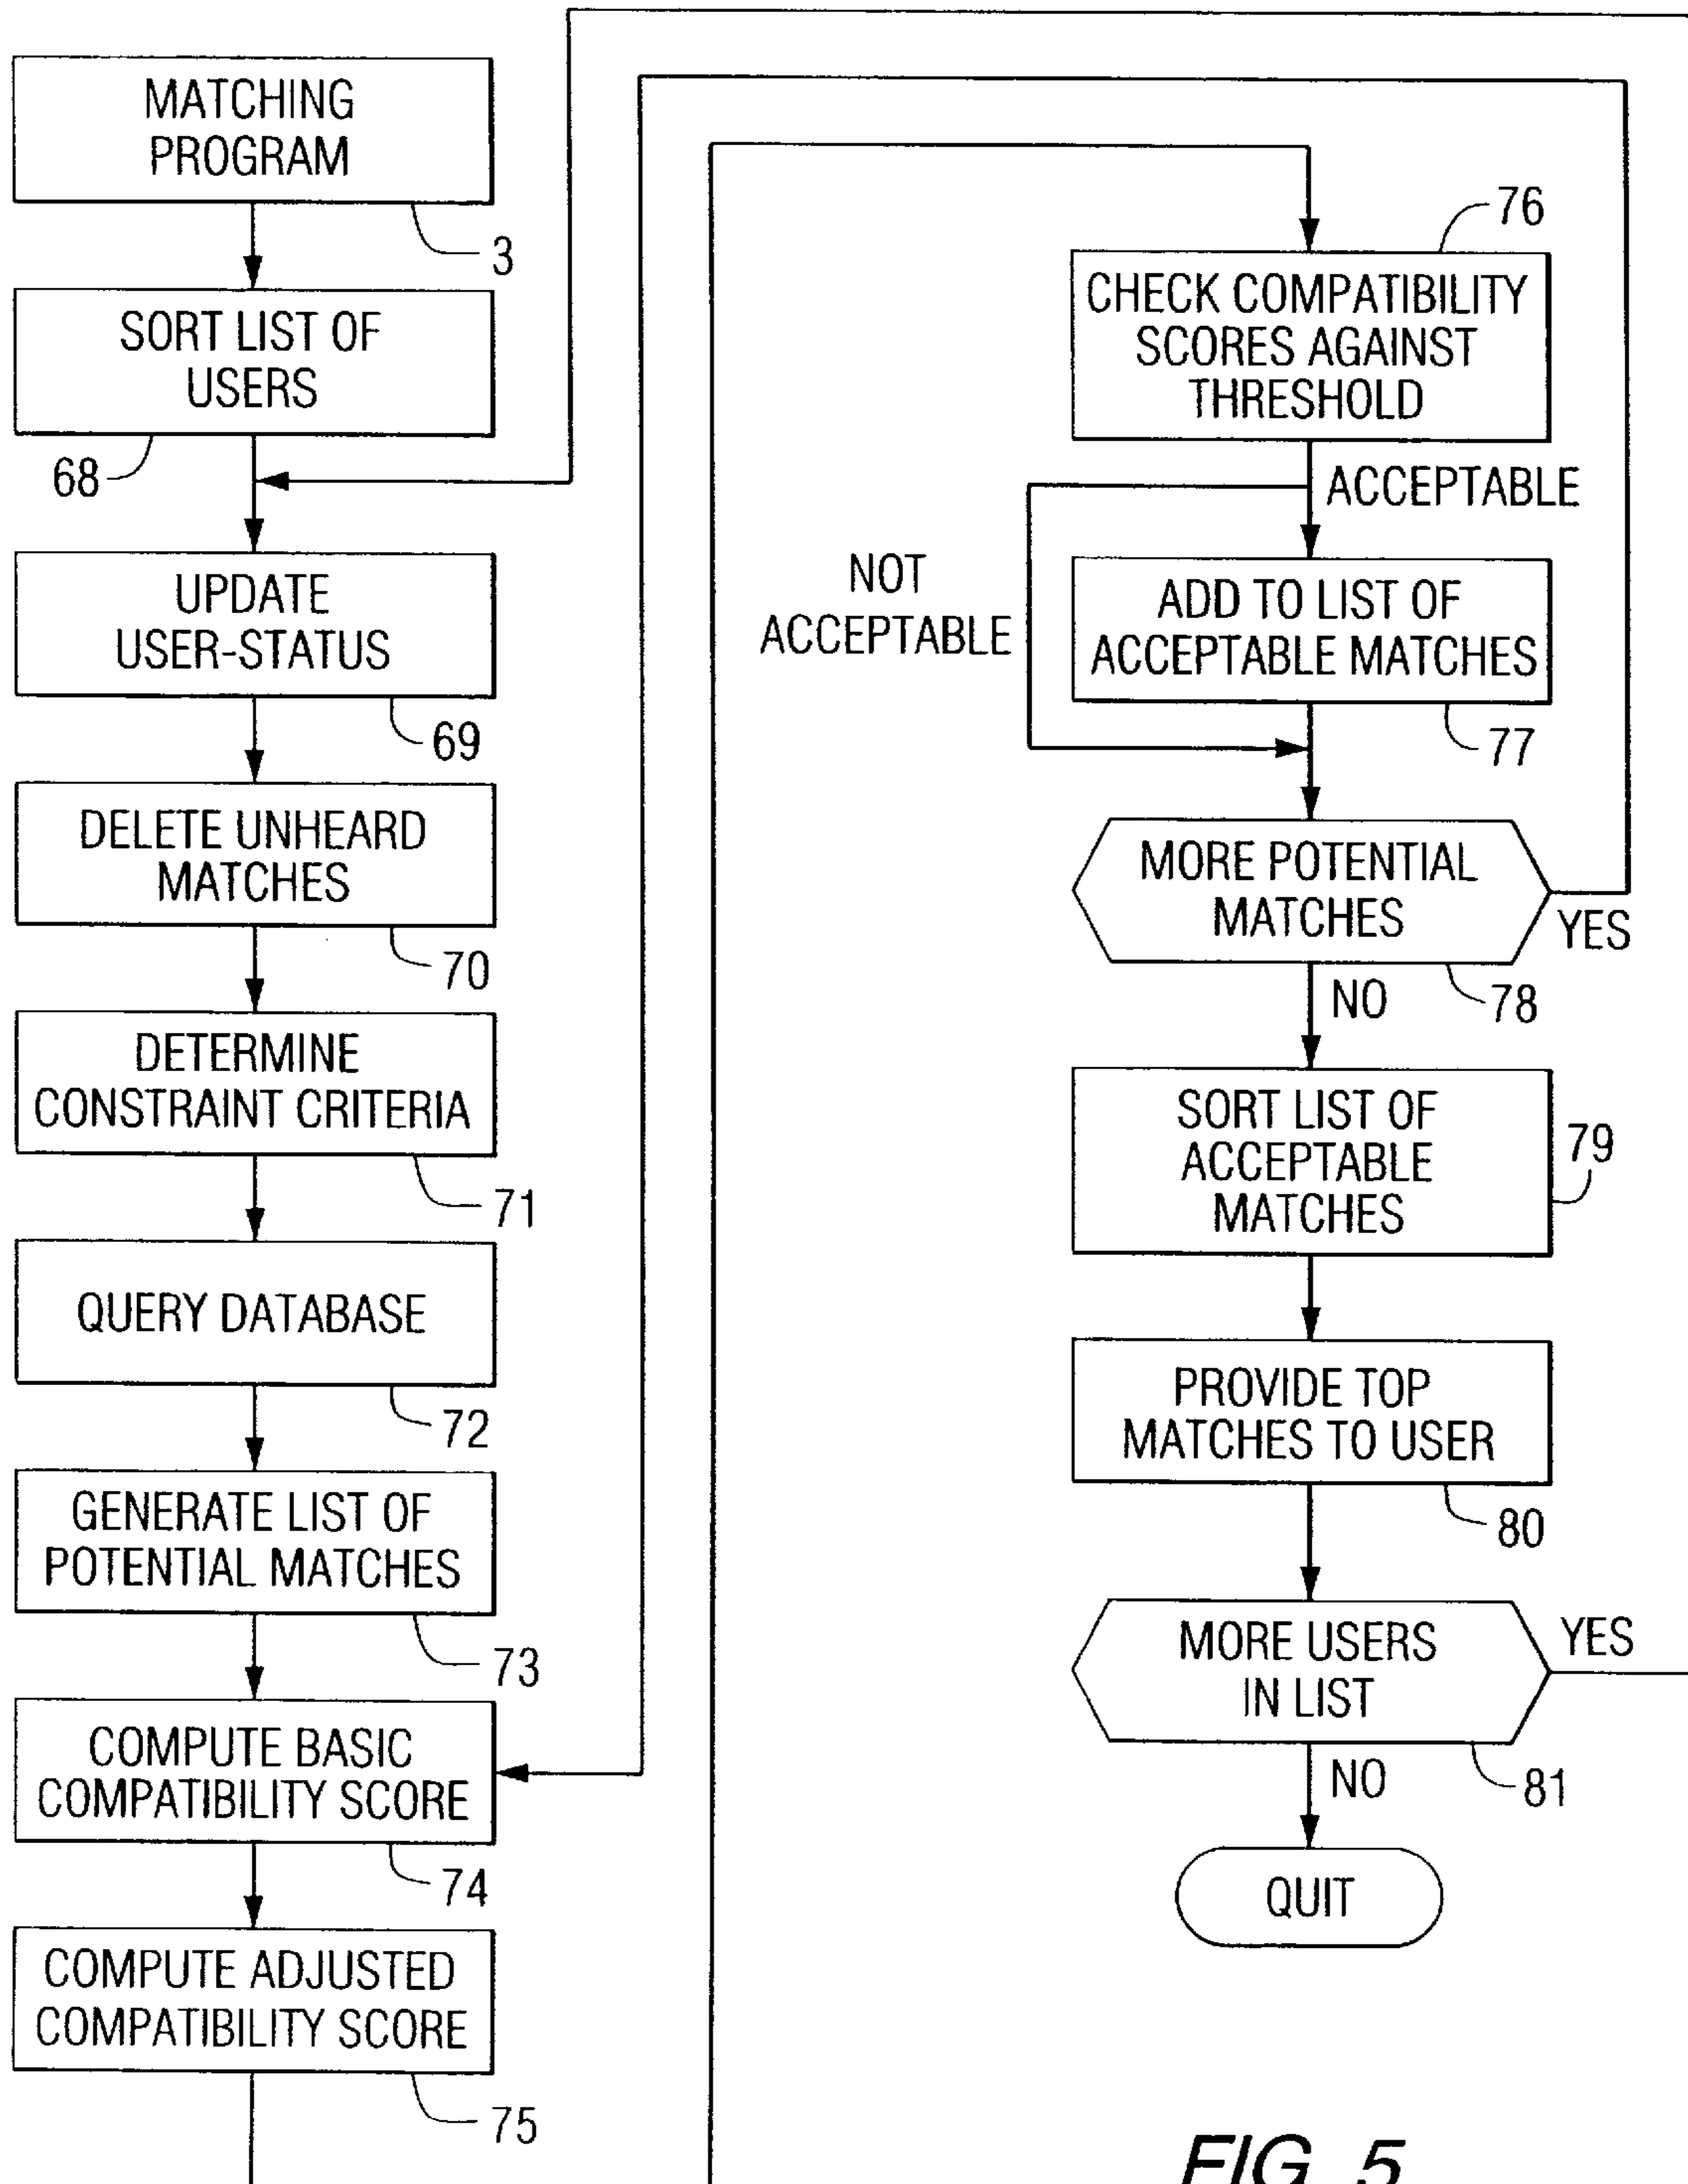 MATCHING
PROGRAM
3
SORT LIST OF
USERS
68
UPDATE
USER-STATUS
69
DELETE UNHEARD
MATCHES
70
DETERMINE
CONSTRAINT CRITERIA
71
QUERY DATABASE
72
GENERATE LIST OF
POTENTIAL MATCHES
73
COMPUTE BASIC
COMPATIBILITY SCORE
74
COMPUTE ADJUSTED
COMPATIBILITY SCORE
75
76
CHECK COMPATIBILITY
SCORES AGAINST
THRESHOLD
ACCEPTABLE
NOT
ACCEPTABLE
ADD TO LIST OF
ACCEPTABLE MATCHES
77
MORE POTENTIAL
MATCHES
YES
78
NO
SORT LIST OF
ACCEPTABLE
MATCHES
79
PROVIDE TOP
MATCHES TO USER
80
MORE USERS
IN LIST
YES
81
NO
QUIT
FIG. 5